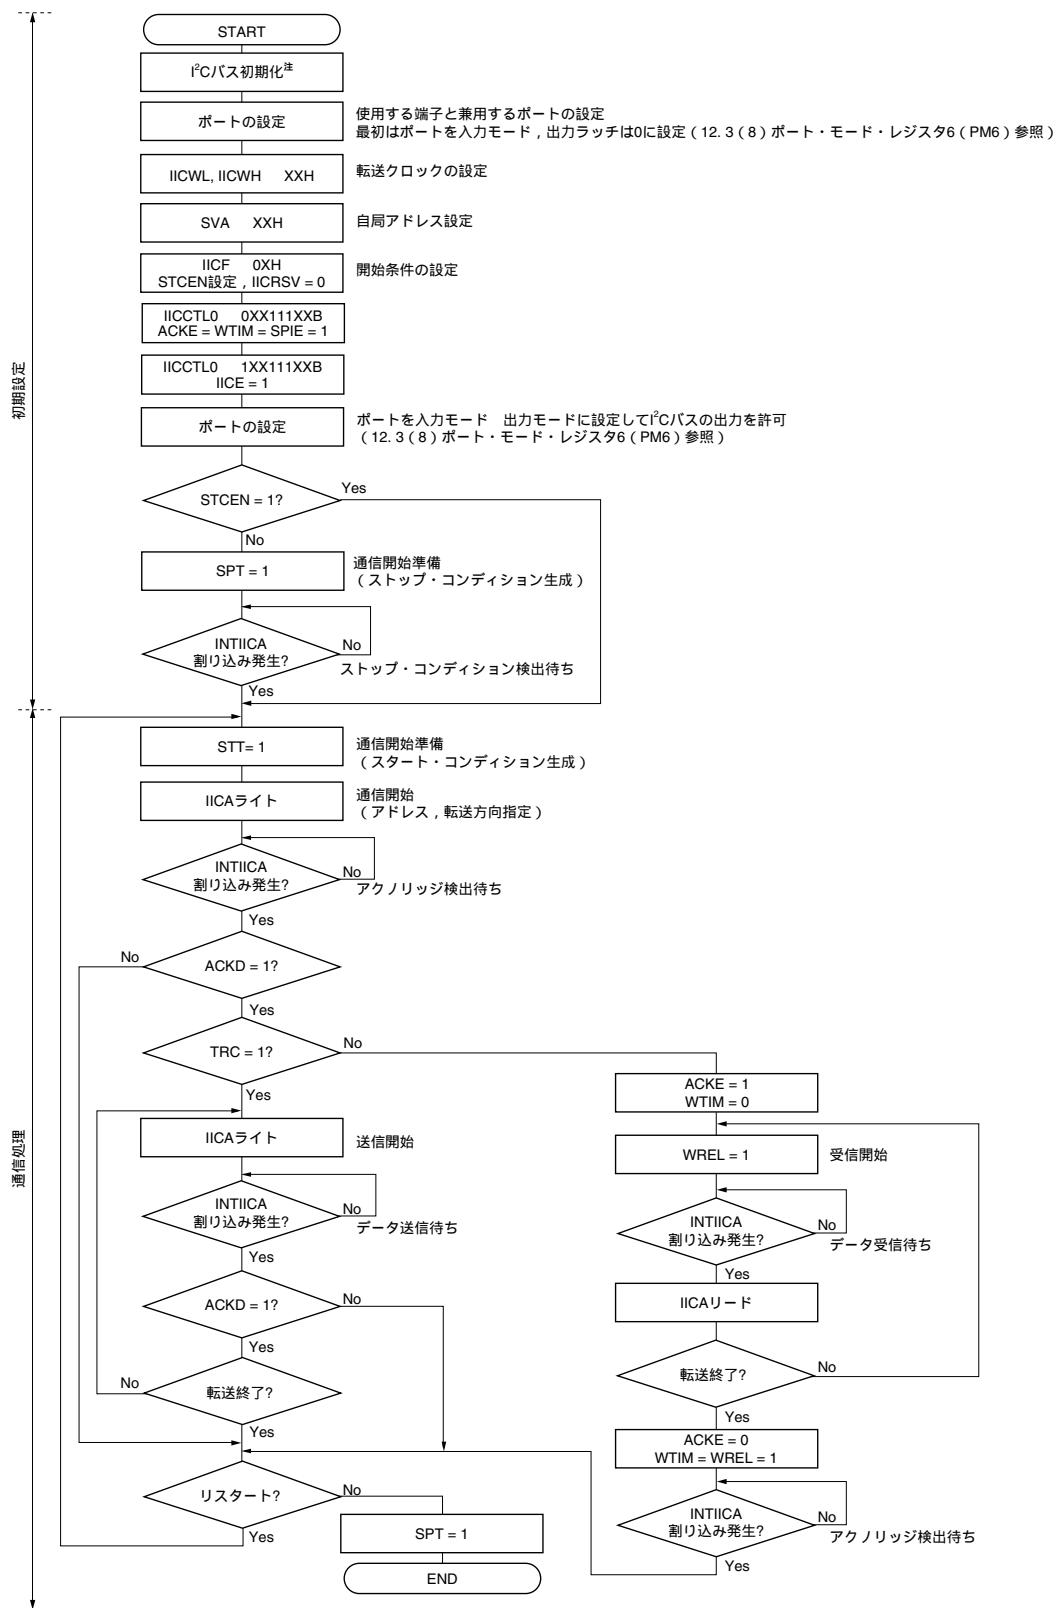 START
I²Cバス初期化注
ポートの設定
使用する端子と兼用するポートの設定
最初はポートを入力モード，出力ラッチは0に設定（12. 3（8）ポート・モード・レジスタ6（PM6）参照）
IICWL, IICWH XXH
転送クロックの設定
SVA XXH
自局アドレス設定
IICF 0XH
STCEN設定，IICRSV = 0
開始条件の設定
IICCTL0 0XX111XXB
ACKE = WTIM = SPIE = 1
IICCTL0 1XX111XXB
IICE = 1
初期設定
ポートの設定
ポートを入力モード 出力モードに設定してI²Cバスの出力を許可
（12. 3（8）ポート・モード・レジスタ6（PM6）参照）
STCEN = 1?
Yes
No
SPT = 1
通信開始準備
（ストップ・コンディション生成）
INTIICA
割り込み発生?
No
ストップ・コンディション検出待ち
Yes
STT= 1
通信開始準備
（スタート・コンディション生成）
IICAライト
通信開始
（アドレス，転送方向指定）
INTIICA
割り込み発生?
No
アクノリッジ検出待ち
Yes
ACKD = 1?
No
Yes
TRC = 1?
No
Yes
ACKE = 1
WTIM = 0
通信処理
IICAライト
送信開始
WREL = 1
受信開始
INTIICA
割り込み発生?
No
データ送信待ち
Yes
INTIICA
割り込み発生?
No
データ受信待ち
Yes
ACKD = 1?
No
Yes
IICAリード
転送終了?
No
Yes
転送終了?
No
Yes
ACKE = 0
WTIM = WREL = 1
リスタート?
No
Yes
INTIICA
割り込み発生?
No
アクノリッジ検出待ち
Yes
SPT = 1
END